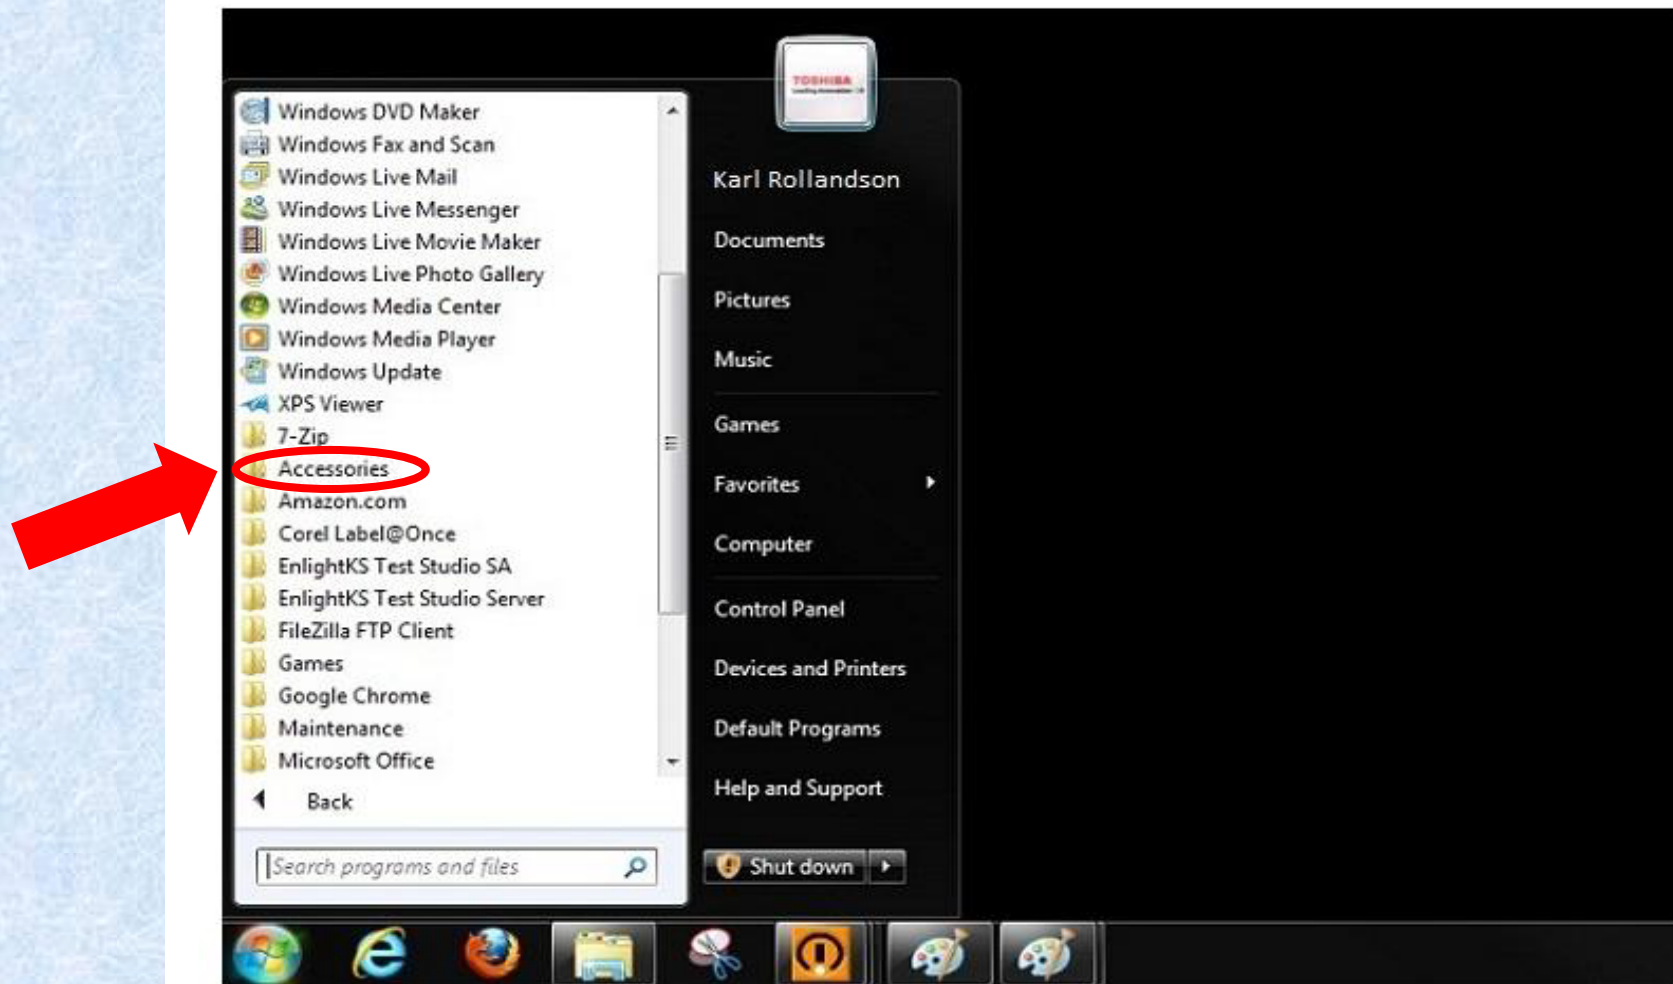 TOSHIBA
Leading Innovation
Windows DVD Maker
Windows Fax and Scan
Windows Live Mail
Windows Live Messenger
Windows Live Movie Maker
Windows Live Photo Gallery
Windows Media Center
Windows Media Player
Windows Update
XPS Viewer
7-Zip
Accessories
Amazon.com
Corel Label@Once
EnlightKS Test Studio SA
EnlightKS Test Studio Server
FileZilla FTP Client
Games
Google Chrome
Maintenance
Microsoft Office
Back
Search programs and files
Karl Rollandson
Documents
Pictures
Music
Games
Favorites
Computer
Control Panel
Devices and Printers
Default Programs
Help and Support
Shut down